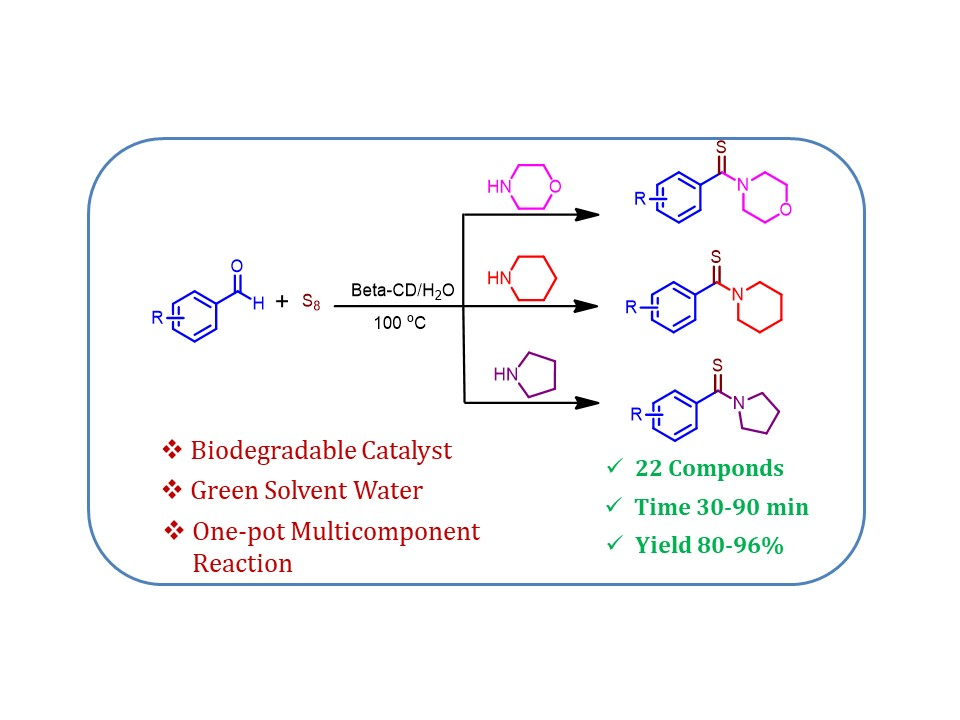 S
HN
O
R
N
O
S
O
HN
R
N
H
Beta-CD/H₂O
R
+
S₈
100 °C
S
HN
R
N
❖ Biodegradable Catalyst
✓ 22 Componds
❖ Green Solvent Water
✓ Time 30-90 min
❖ One-pot Multicomponent
Reaction
✓ Yield 80-96%